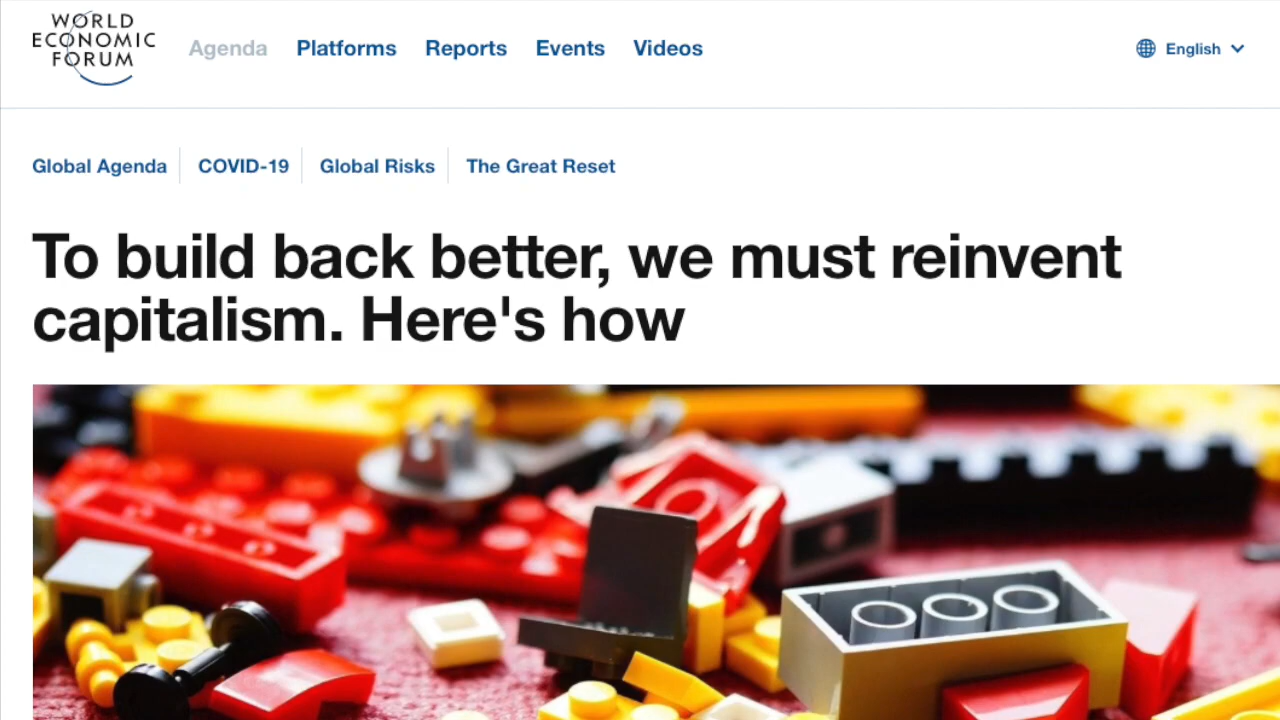 WORLD
ECONOMIC
FORUM
Agenda Platforms Reports Events Videos
English
Global Agenda COVID-19 Global Risks The Great Reset
To build back better, we must reinvent
capitalism. Here's how